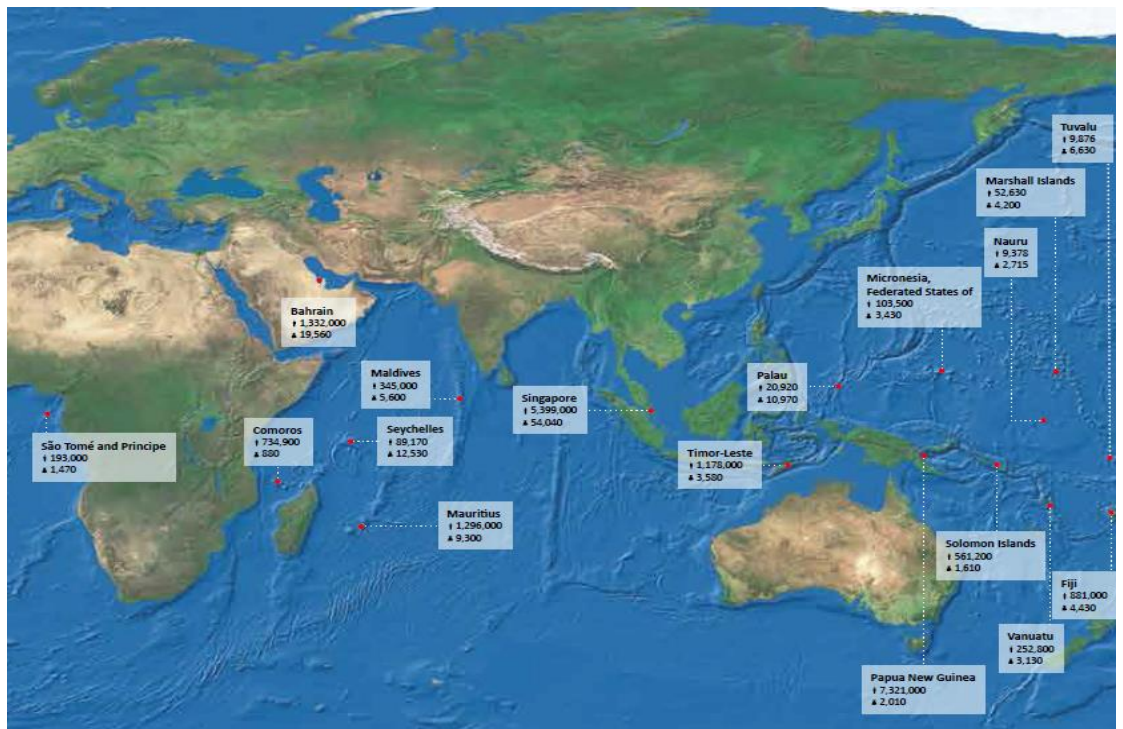 Tuvalu
9,876
6,630
Marshall Islands
52,630
4,200
Nauru
9,378
2,715
Micronesia,
Federated States of
103,500
3,430
Bahrain
1,332,000
19,560
Maldives
345,000
5,600
Palau
20,920
10,970
Singapore
5,399,000
54,040
Comoros
734,900
880
Seychelles
89,170
12,530
São Tomé and Principe
193,000
1,470
Timor-Leste
1,178,000
3,580
Mauritius
1,296,000
9,300
Solomon Islands
561,200
1,610
Fiji
881,000
4,430
Vanuatu
252,800
3,130
Papua New Guinea
7,321,000
2,010